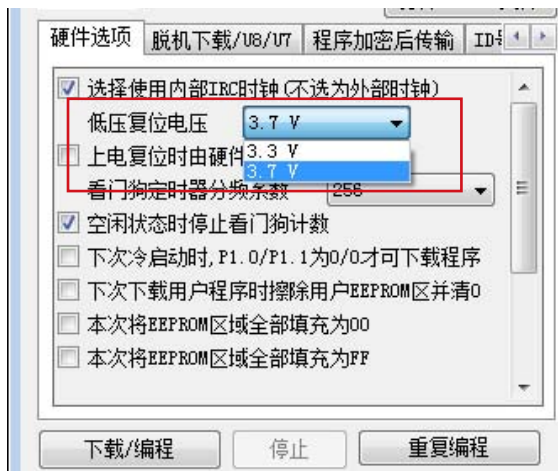 硬件选项 脱机下载/U8/U7 程序加密后传输
选择使用内部IRC时钟(不选为外部时钟)
低压复位电压 3.7 V
上电复位时由硬件
3.3 V
3.7 V
看门狗定时器分频系数 256
空闲状态时停止看门狗计数
下次冷启动时,P1.0/P1.1为0/0才可下载程序
下次下载用户程序时擦除用户EEPROM区并清0
本次将EEPROM区域全部填充为00
本次将EEPROM区域全部填充为FF
下载/编程 停止 重复编程